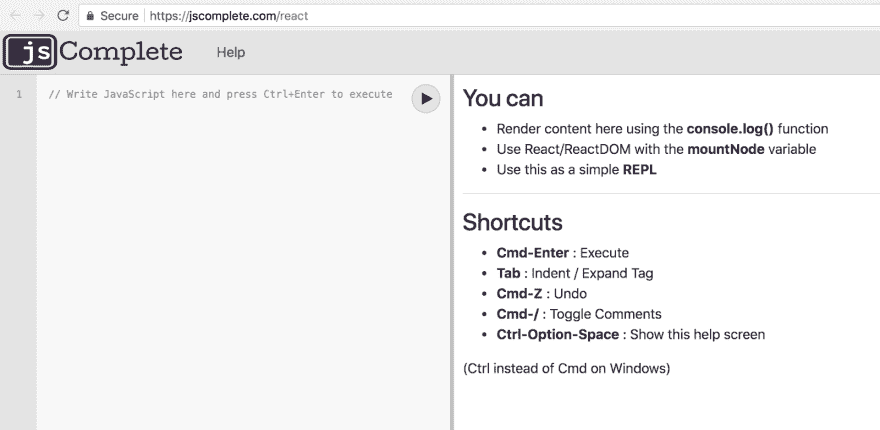 Secure https://jscomplete.com/react
jsComplete Help
1 // Write JavaScript here and press Ctrl+Enter to execute
You can
• Render content here using the console.log() function
• Use React/ReactDOM with the mountNode variable
• Use this as a simple REPL
Shortcuts
• Cmd-Enter : Execute
• Tab : Indent / Expand Tag
• Cmd-Z : Undo
• Cmd-/ : Toggle Comments
• Ctrl-Option-Space : Show this help screen
(Ctrl instead of Cmd on Windows)